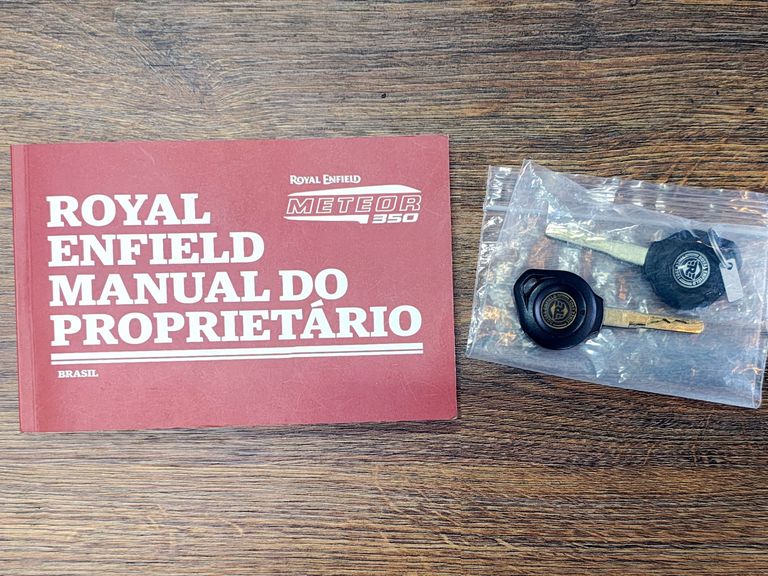 ROYAL
ENFIELD
MANUAL DO
PROPRIETÁRIO
BRASIL
ROYAL ENFIELD
METEOR
350